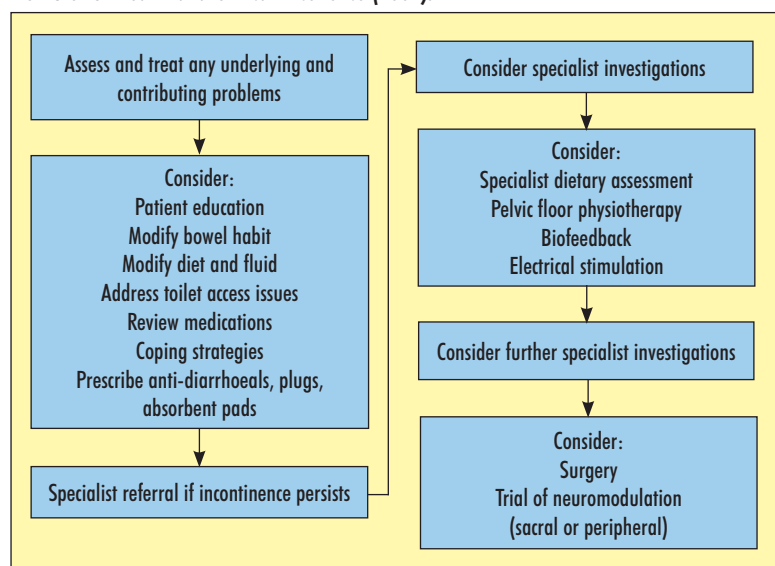 Assess and treat any underlying and
contributing problems
Consider:
Patient education
Modify bowel habit
Modify diet and fluid
Address toilet access issues
Review medications
Coping strategies
Prescribe anti-diarrhoeals, plugs,
absorbent pads
Specialist referral if incontinence persists
Consider specialist investigations
Consider:
Specialist dietary assessment
Pelvic floor physiotherapy
Biofeedback
Electrical stimulation
Consider further specialist investigations
Consider:
Surgery
Trial of neuromodulation
(sacral or peripheral)